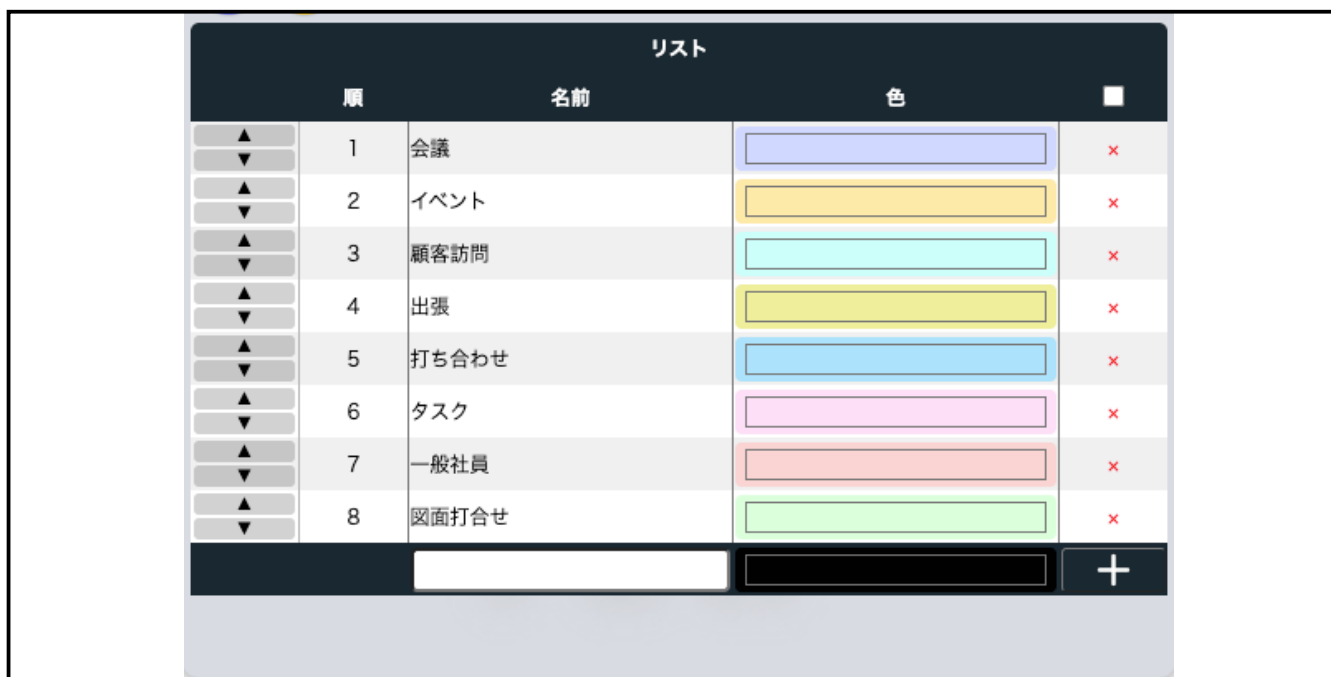 リスト
順 名前 色
▲
▼
1 会議 ×
▲
▼
2 イベント ×
▲
▼
3 顧客訪問 ×
▲
▼
4 出張 ×
▲
▼
5 打ち合わせ ×
▲
▼
6 タスク ×
▲
▼
7 一般社員 ×
▲
▼
8 図面打合せ ×
+